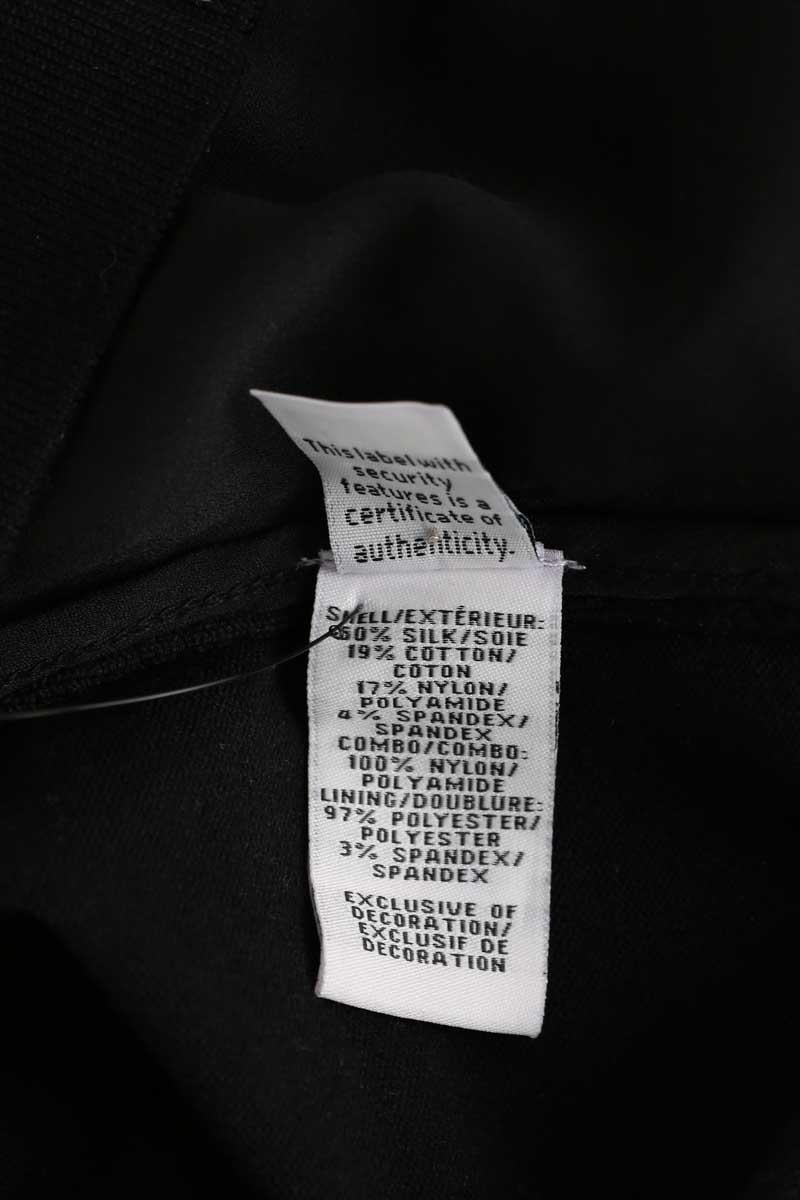 This label with
security
features is a
certificate of
authenticity.
SHELL/EXTÉRIEUR:
60% SILK/SOIE
19% COTTON/
COTON
17% NYLON/
POLYAMIDE
4% SPANDEX/
SPANDEX
COMBO/COMBO:
100% NYLON/
POLYAMIDE
LINING/DOUBLURE:
97% POLYESTER/
POLYESTER
3% SPANDEX/
SPANDEX
EXCLUSIVE OF
DECORATION/
EXCLUSIF DE
DECORATION